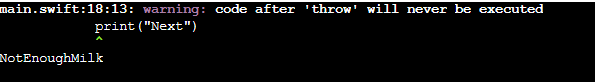 main.swift:18:13: warning: code after 'throw' will never be executed
print("Next")
^
NotEnoughMilk